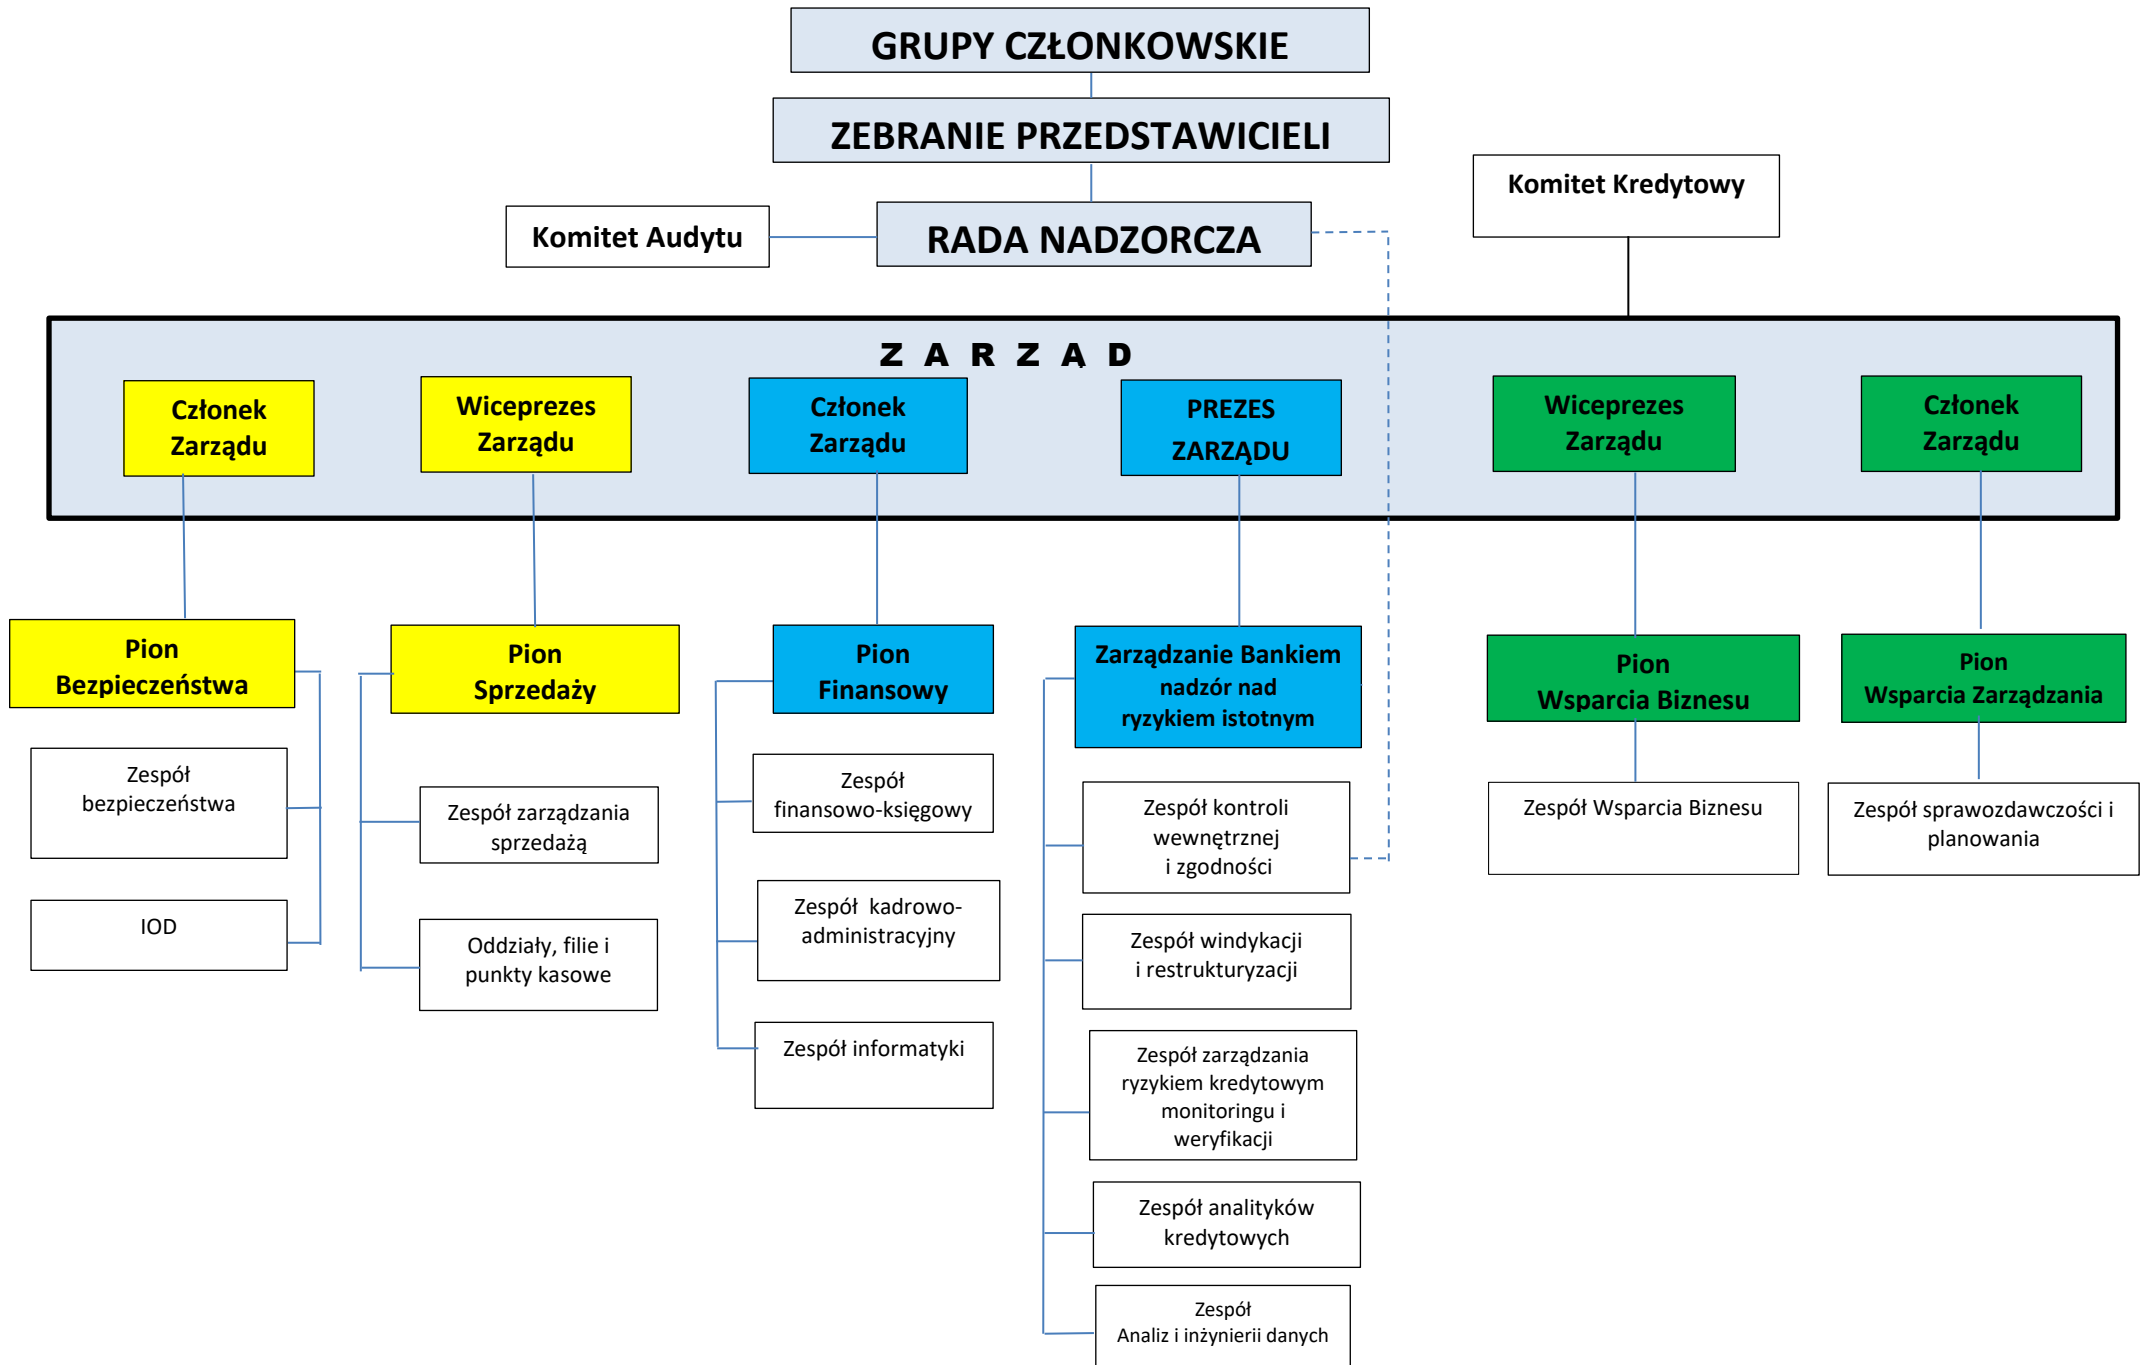 GRUPY CZŁONKOWSKIE
ZEBRANIE PRZEDSTAWICIELI
Komitet Kredytowy
Komitet Audytu
RADA NADZORCZA
Z A R Z A D
Członek
Zarządu
Wiceprezes
Zarządu
Członek
Zarządu
PREZES
ZARZĄDU
Wiceprezes
Zarządu
Członek
Zarządu
Pion
Bezpieczeństwa
Pion
Sprzedaży
Pion
Finansowy
Zarządzanie Bankiem
nadzór nad
ryzykiem istotnym
Pion
Wsparcia Biznesu
Pion
Wsparcia Zarządzania
Zespół
bezpieczeństwa
IOD
Zespół zarządzania
sprzedażą
Oddziały, filie i
punkty kasowe
Zespół
finansowo-księgowy
Zespół kadrowo-
administracyjny
Zespół informatyki
Zespół kontroli
wewnętrznej
i zgodności
Zespół windykacji
i restrukturyzacji
Zespół zarządzania
ryzykiem kredytowym
monitoringu i
weryfikacji
Zespół analityków
kredytowych
Zespół
Analiz i inżynierii danych
Zespół Wsparcia Biznesu
Zespół sprawozdawczości i
planowania